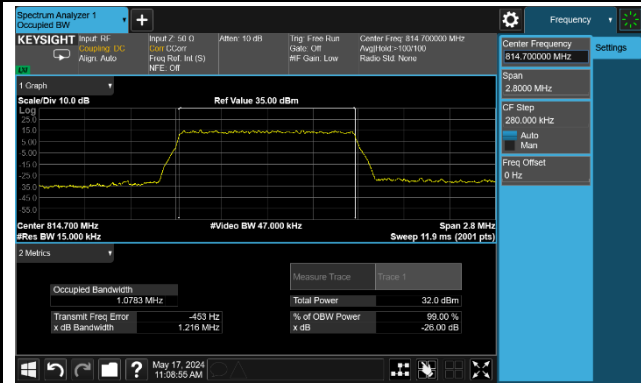 Spectrum Analyzer 1
Occupied BW
+
Frequency
KEYSIGHT
Input: RF
Coupling: DC
Align: Auto
Input Z: 50 Ω
Corr CCorr
Freq Ref: Int (S)
NFE: Off
Atten: 10 dB
Trig: Free Run
Gate: Off
#IF Gain: Low
Center Freq: 814.700000 MHz
Avg|Hold:>100/100
Radio Std: None
LXI
Center Frequency
814.700000 MHz
Settings
Span
2.8000 MHz
CF Step
280.000 kHz
Auto
Man
Freq Offset
0 Hz
1 Graph
Scale/Div 10.0 dB
Ref Value 35.00 dBm
Log
25.0
15.0
5.00
-5.00
-15.0
-25.0
-35.0
-45.0
-55.0
Center 814.700 MHz
#Video BW 47.000 kHz
Span 2.8 MHz
#Res BW 15.000 kHz
Sweep 11.9 ms (2001 pts)
2 Metrics
Measure Trace
Trace 1
Occupied Bandwidth
1.0783 MHz
Total Power
32.0 dBm
Transmit Freq Error
-453 Hz
% of OBW Power
99.00 %
x dB Bandwidth
1.216 MHz
x dB
-26.00 dB
?
May 17, 2024
11:08:55 AM